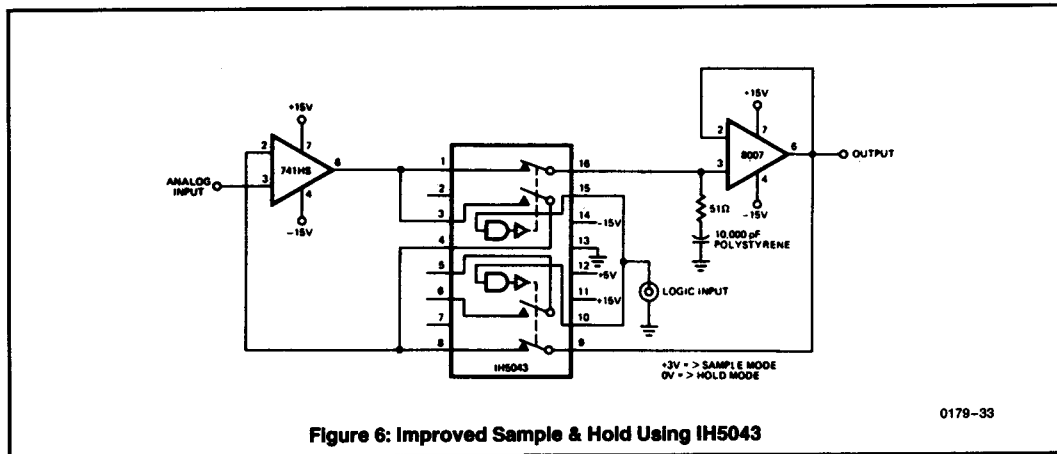 +15V
2
7
741HS
6
3
4
ANALOG
INPUT
-15V
1
2
3
4
5
6
7
8
16
15
14
-15V
13
12
+5V
11
+15V
10
9
IH5043
+15V
2
7
8007
6
OUTPUT
3
4
-15V
51Ω
10,000 pF
POLYSTYRENE
LOGIC INPUT
+3V = > SAMPLE MODE
0V = > HOLD MODE
0179-33
Figure 6: Improved Sample & Hold Using IH5043